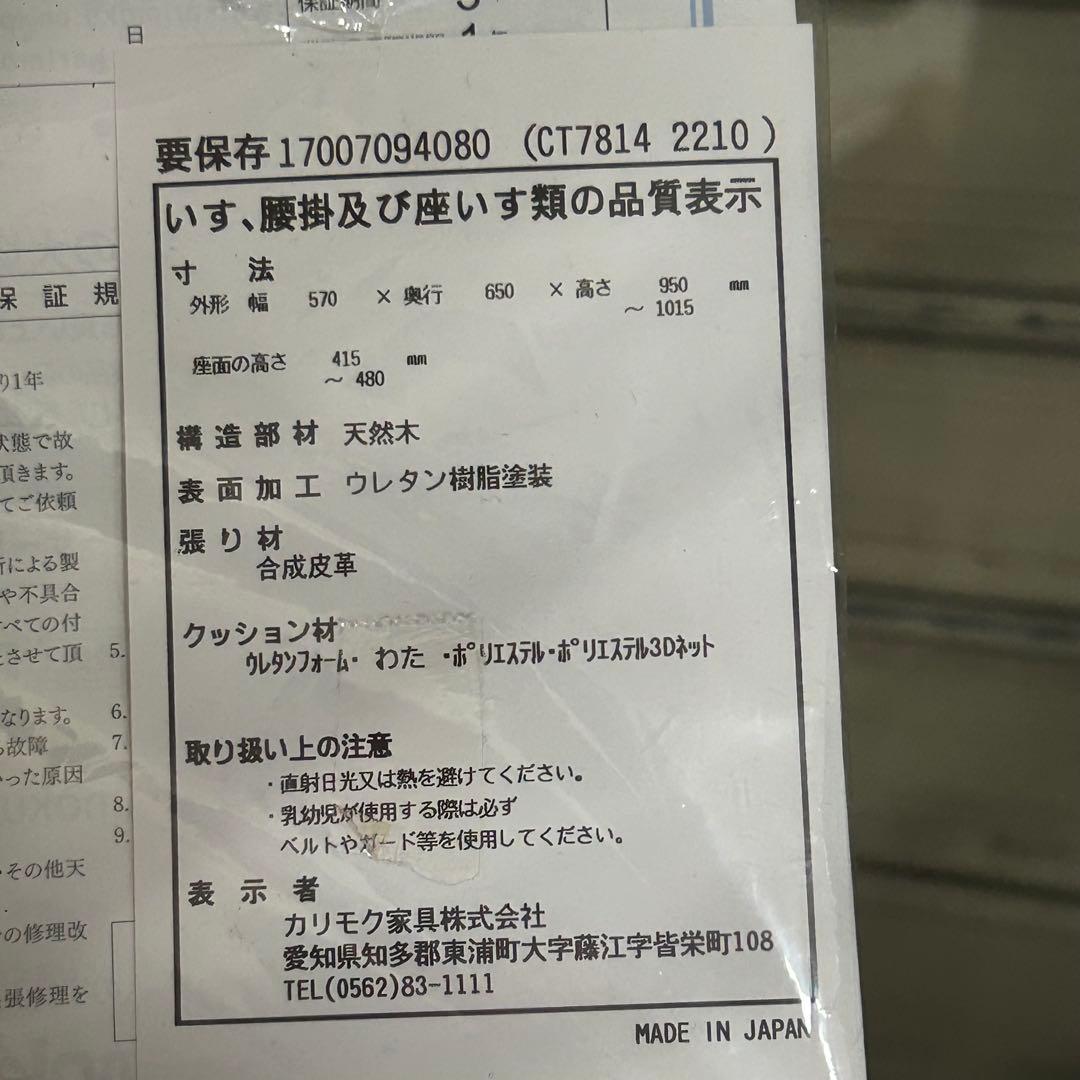 日
保証期間
要保存 17007094080 (CT7814 2210 )
いす、腰掛及び座いす類の品質表示
寸 法
外形 幅 570 × 奥行 650 × 高さ 950 mm
～ 1015
座面の高さ 415 mm
～ 480
構造部材 天然木
表面加工 ウレタン樹脂塗装
張り材
合成皮革
クッション材
ｳﾚﾀﾝﾌｫｰﾑ・ わた ・ﾎﾟﾘｴｽﾃﾙ・ﾎﾟﾘｴｽﾃﾙ3Dﾈｯﾄ
取り扱い上の注意
・直射日光又は熱を避けてください。
・乳幼児が使用する際は必ず
ベルトやガード等を使用してください。
表示者
カリモク家具株式会社
愛知県知多郡東浦町大字藤江字皆栄町108
TEL(0562)83-1111
MADE IN JAPAN
保 証 規
り1年
状態で故
頂きます。
てご依頼
による製
や不具合
べての付
とさせて頂
5.
なります。
6.
故障
7.
かった原因
8.
9.
その他天
の修理改
張修理を